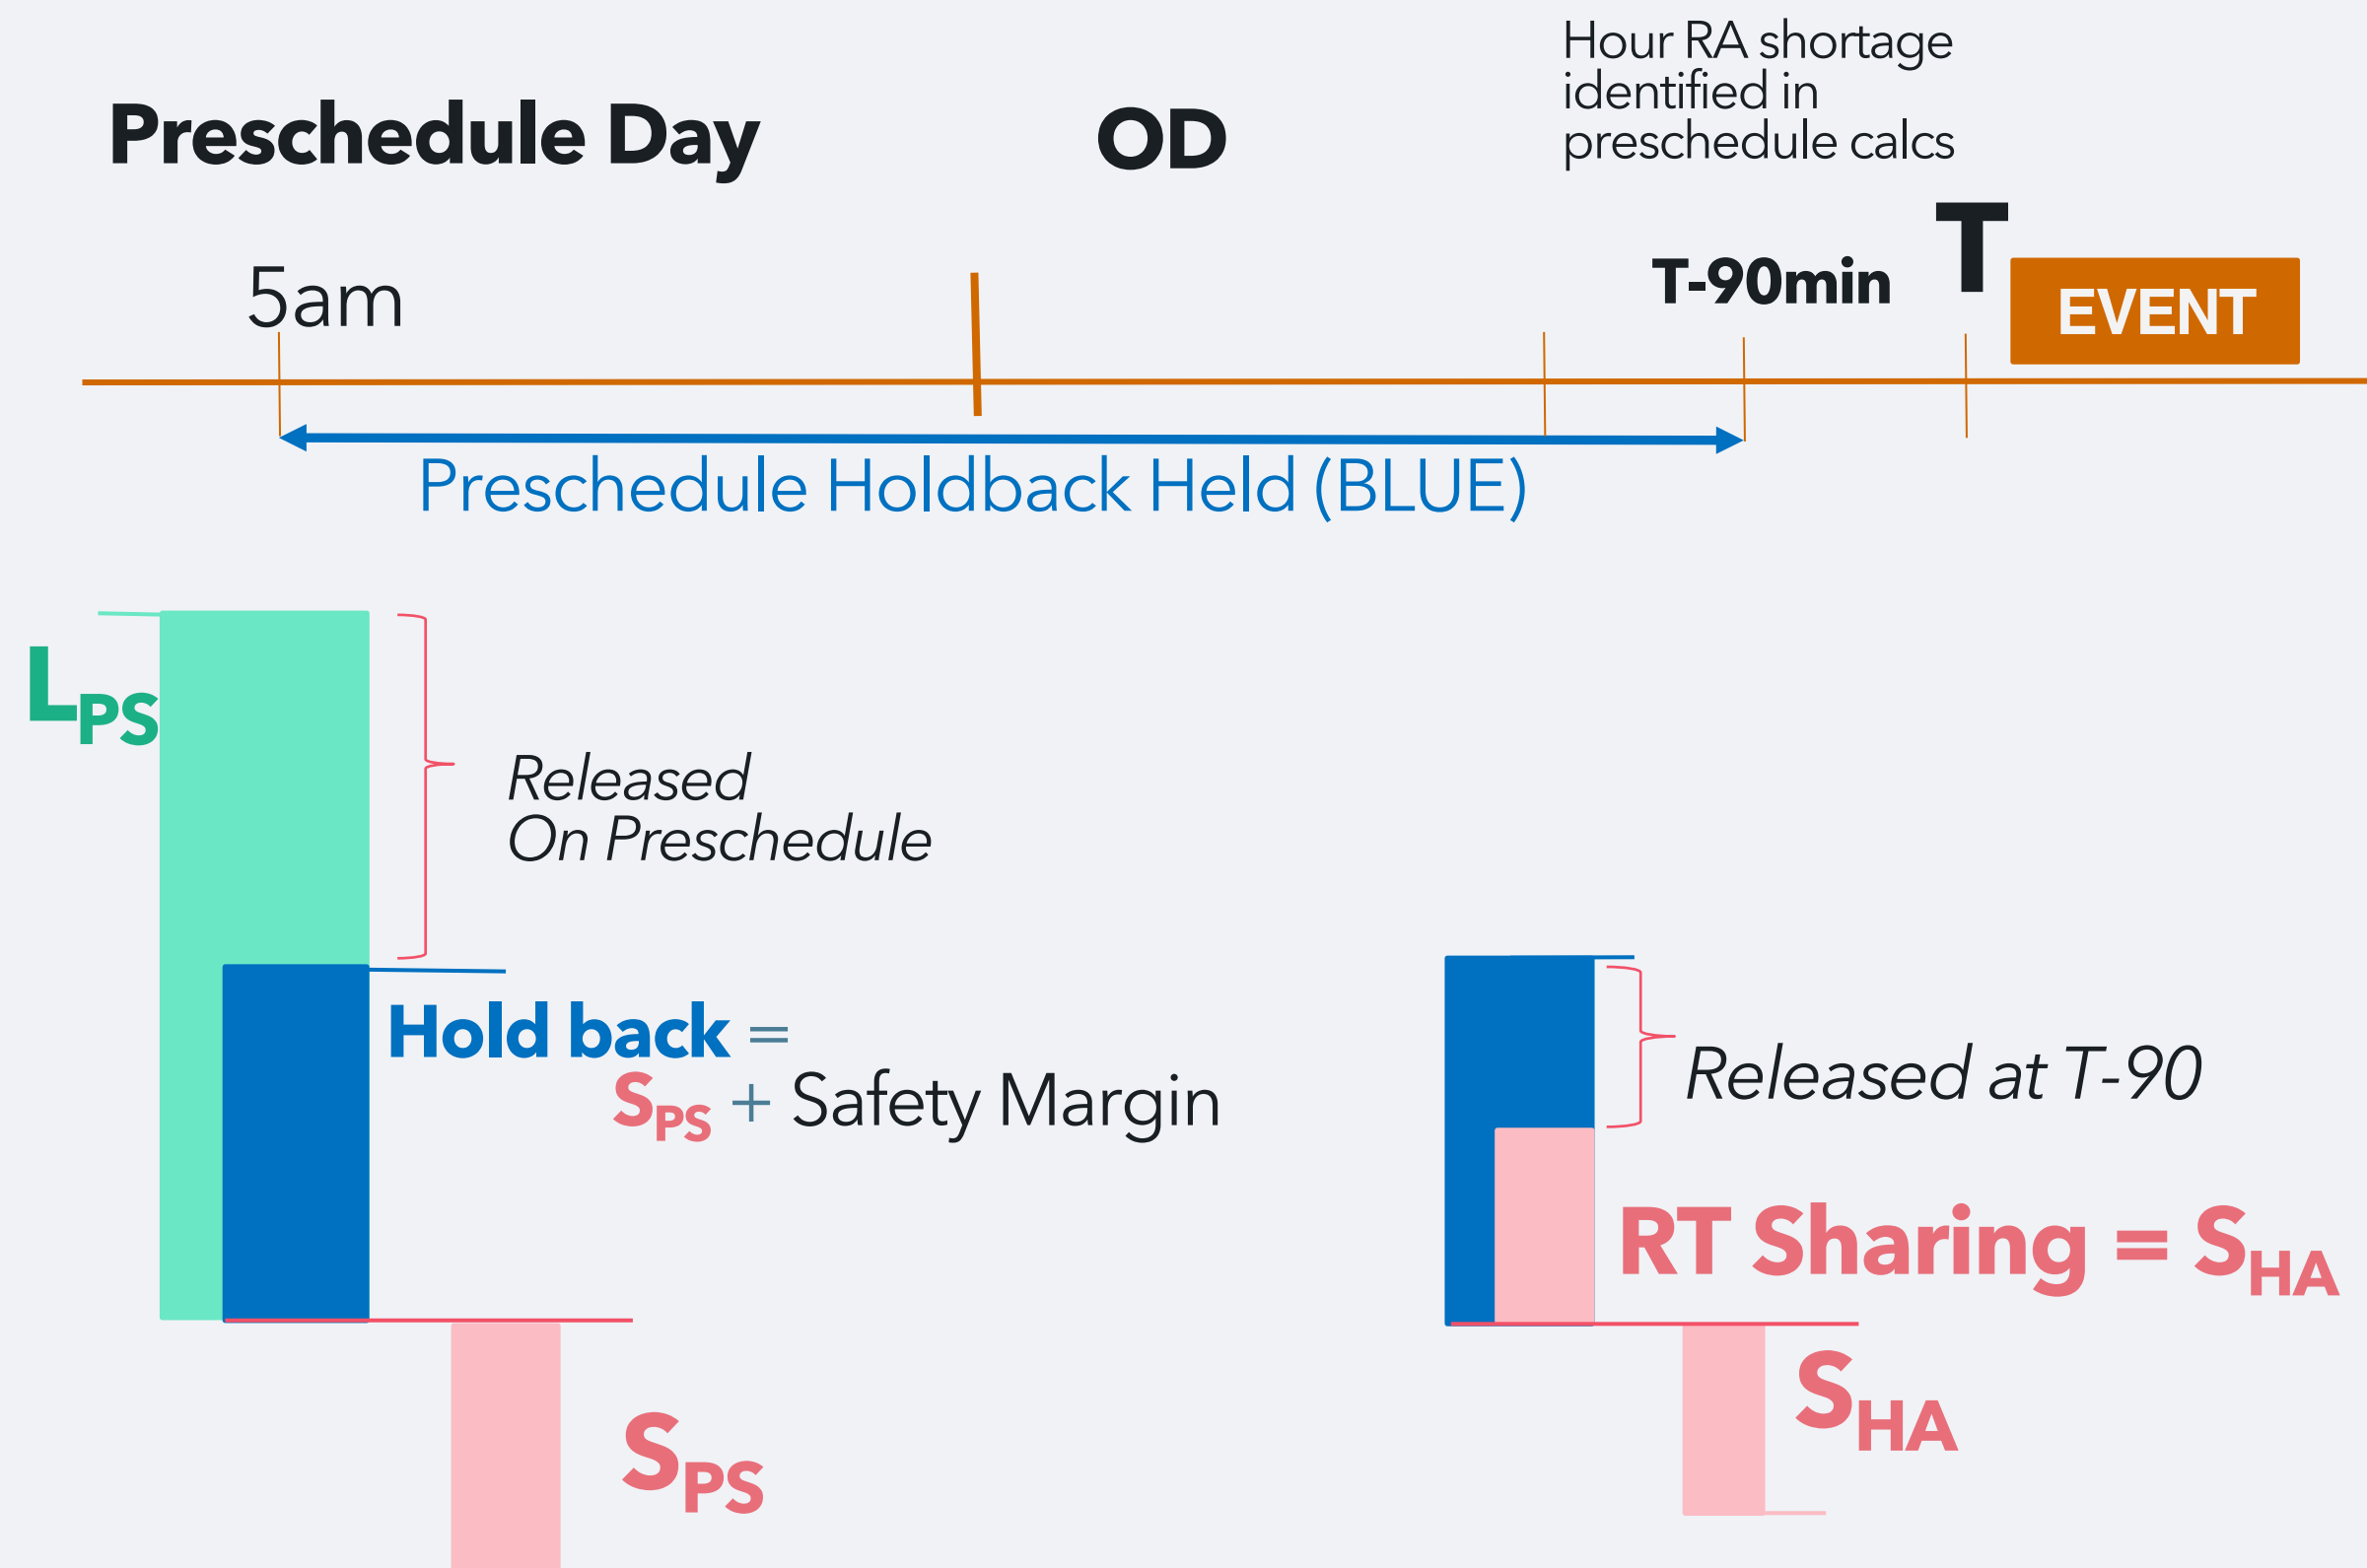 Hour RA shortage
identified in
preschedule calcs
Preschedule Day
OD
T
T-90min
EVENT
5am
Preschedule Holdback Held (BLUE)
LPS
Released
On Preschedule
Hold back =
SPS + Safety Margin
SPS
Released at T-90
RT Sharing = SHA
SHA